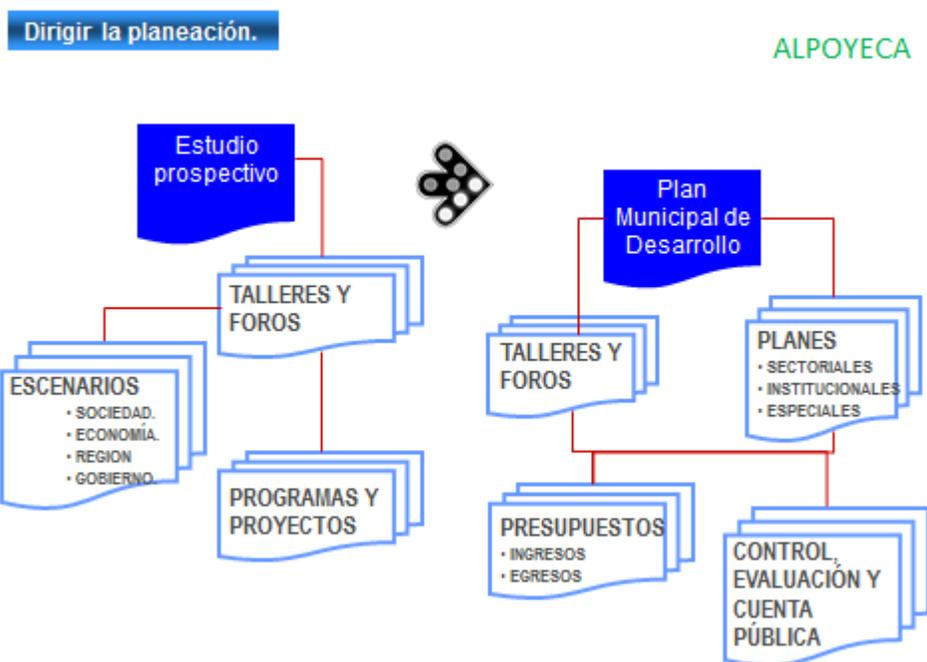 Dirigir la planeación.
ALPOYECA
Estudio
prospectivo
TALLERES Y
FOROS
ESCENARIOS
• SOCIEDAD.
• ECONOMÍA.
• REGION
• GOBIERNO.
PROGRAMAS Y
PROYECTOS
Plan
Municipal de
Desarrollo
TALLERES Y
FOROS
PLANES
• SECTORIALES
• INSTITUCIONALES
• ESPECIALES
PRESUPUESTOS
• INGRESOS
• EGRESOS
CONTROL,
EVALUACIÓN Y
CUENTA
PÚBLICA